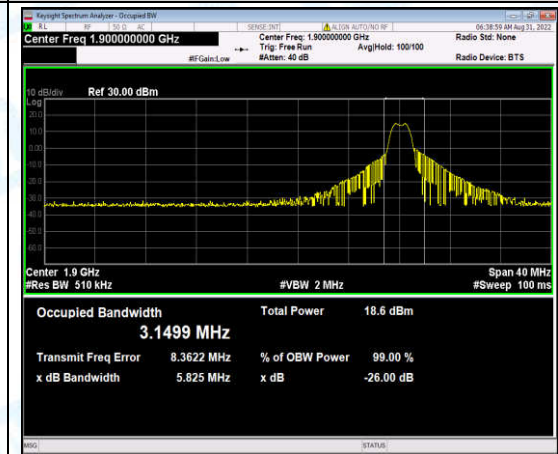 Keysight Spectrum Analyzer - Occupied BW
RL RF 50 Ω AC SENSE:INT ALIGN AUTO/NO RF 06:38:59 AM Aug 31, 2022
Center Freq 1.900000000 GHz Center Freq: 1.900000000 GHz Radio Std: None
Trig: Free Run Avg|Hold: 100/100
#IFGain:Low #Atten: 40 dB Radio Device: BTS
10 dB/div Ref 30.00 dBm
Log
20.0
10.0
0.00
-10.0
-20.0
-30.0
-40.0
-50.0
-60.0
Center 1.9 GHz Span 40 MHz
#Res BW 510 kHz #VBW 2 MHz #Sweep 100 ms
Occupied Bandwidth Total Power 18.6 dBm
3.1499 MHz
Transmit Freq Error 8.3622 MHz % of OBW Power 99.00 %
x dB Bandwidth 5.825 MHz x dB -26.00 dB
MSG STATUS